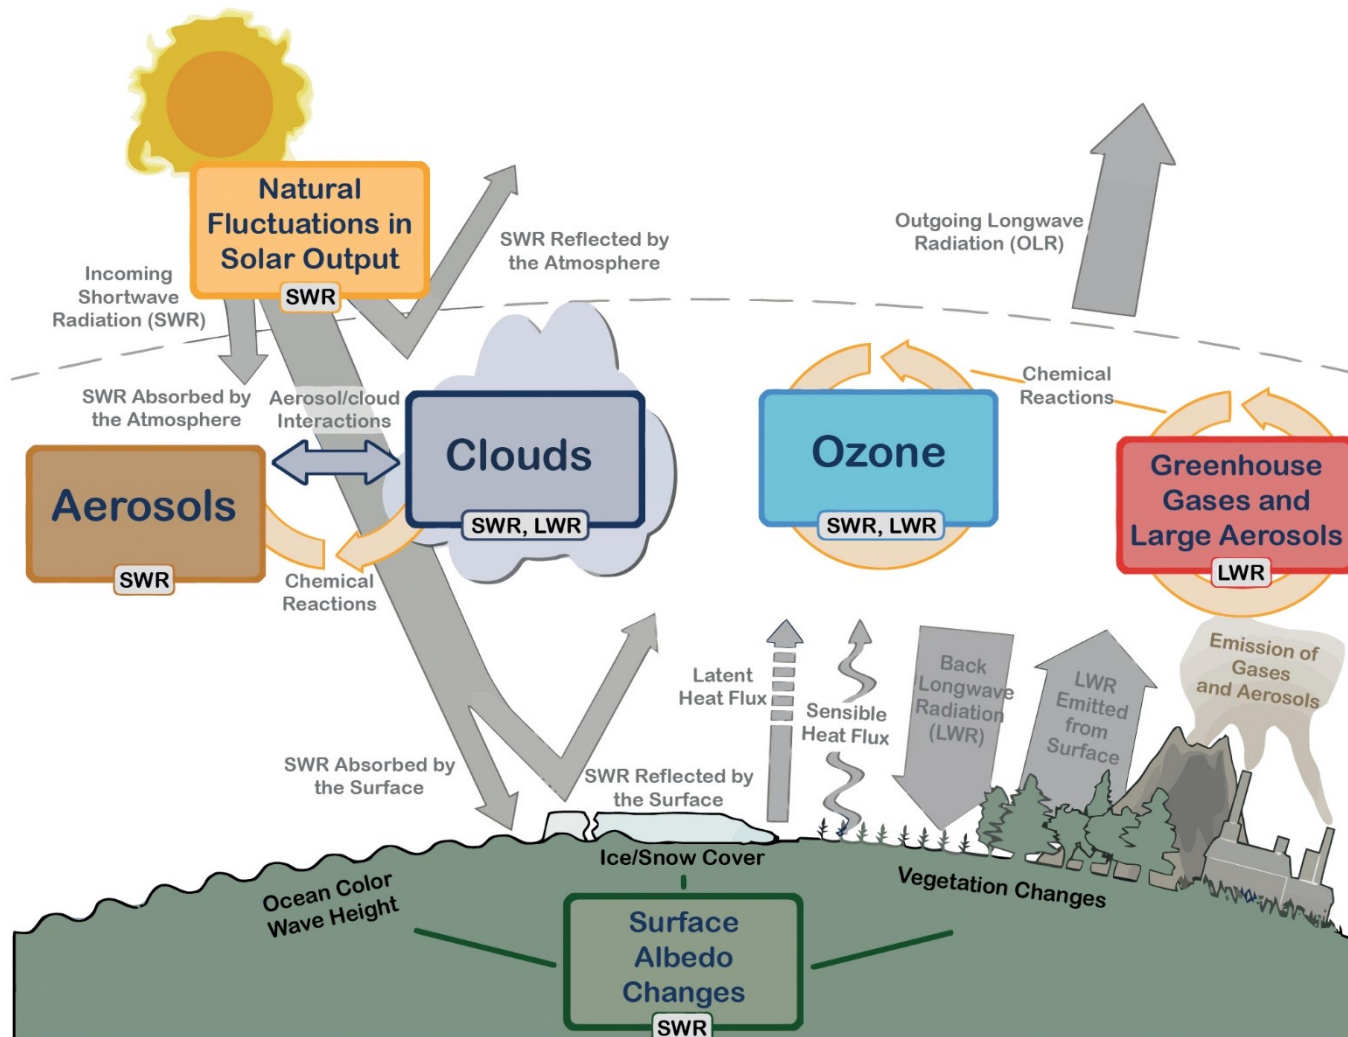 Natural
Fluctuations in
Solar Output
SWR
Incoming
Shortwave
Radiation (SWR)
SWR Reflected by
the Atmosphere
Outgoing Longwave
Radiation (OLR)
SWR Absorbed by
the Atmosphere
Aerosol/cloud
Interactions
Chemical
Reactions
Aerosols
SWR
Clouds
SWR, LWR
Ozone
SWR, LWR
Greenhouse
Gases and
Large Aerosols
LWR
Chemical
Reactions
Latent
Heat Flux
Sensible
Heat Flux
Back
Longwave
Radiation
(LWR)
LWR
Emitted
from
Surface
Emission of
Gases
and Aerosols
SWR Absorbed by
the Surface
SWR Reflected by
the Surface
Ice/Snow Cover
Ocean Color
Wave Height
Vegetation Changes
Surface
Albedo
Changes
SWR